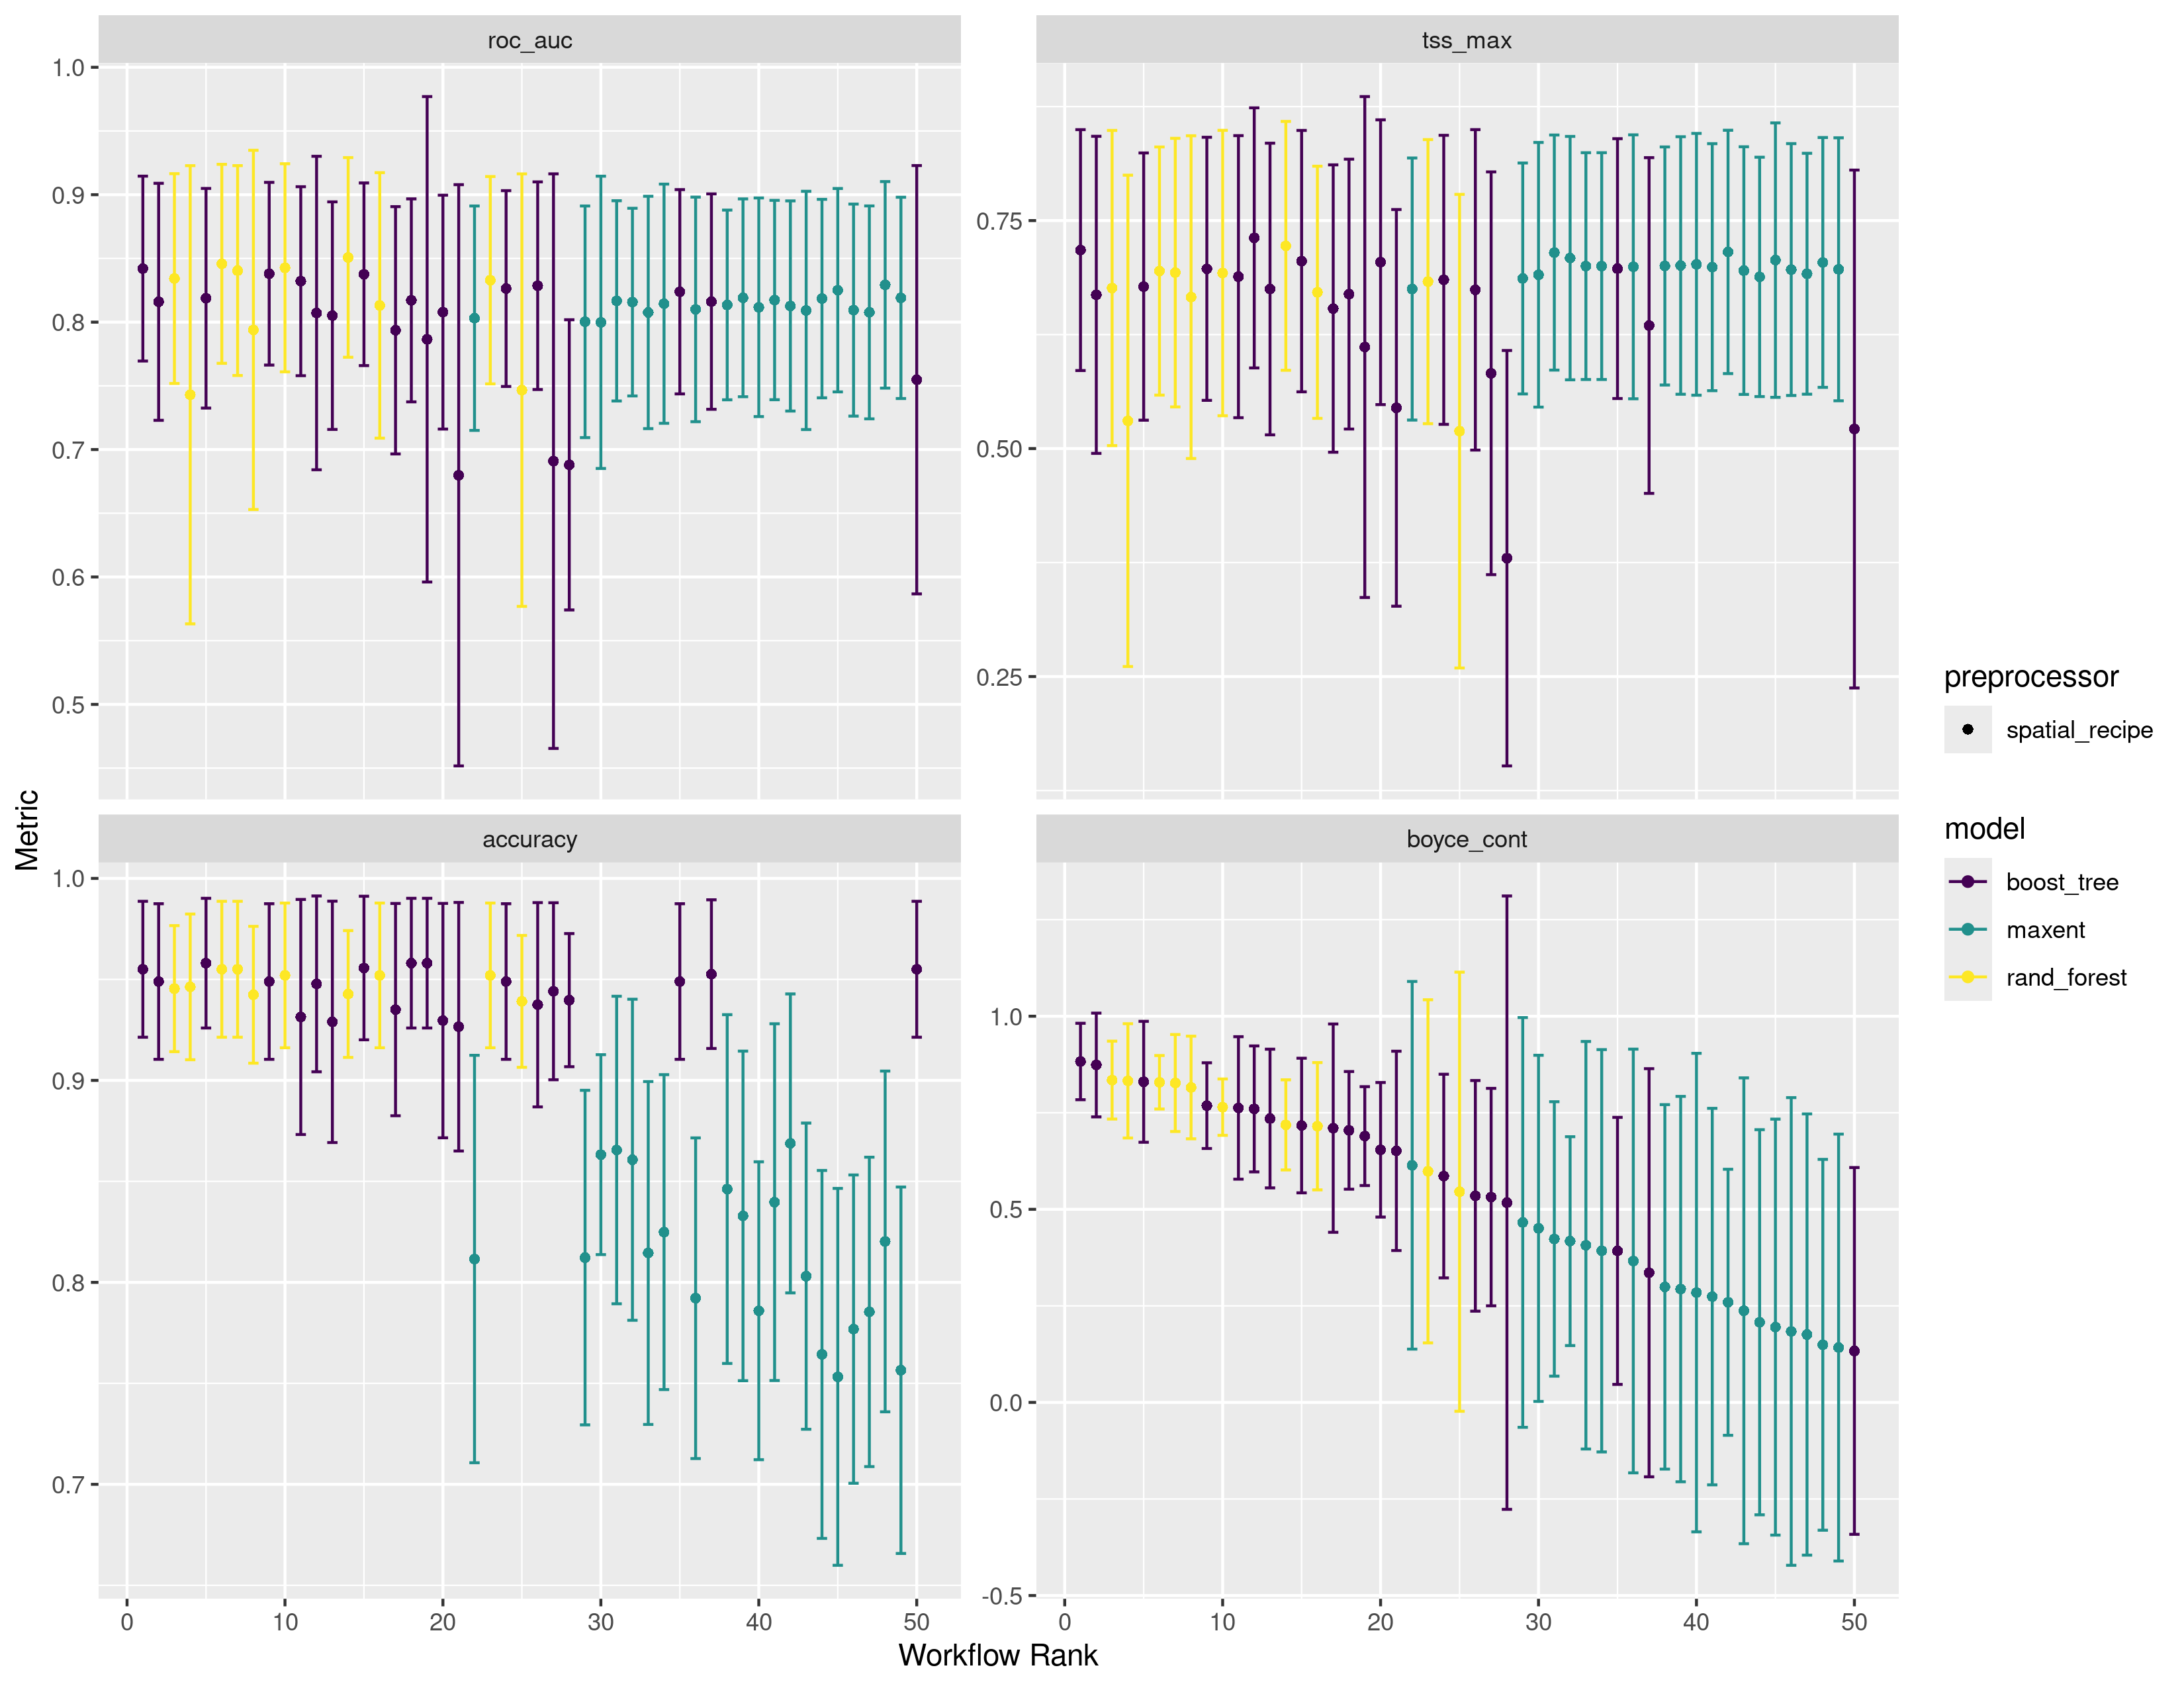 roc_auc
1.0
0.9
0.8
0.7
0.6
0.5
tss_max
0.75
0.50
0.25
accuracy
1.0
0.9
0.8
0.7
0 10 20 30 40 50
boyce_cont
1.0
0.5
0.0
-0.5
0 10 20 30 40 50
Metric
Workflow Rank
preprocessor
spatial_recipe
model
boost_tree
maxent
rand_forest